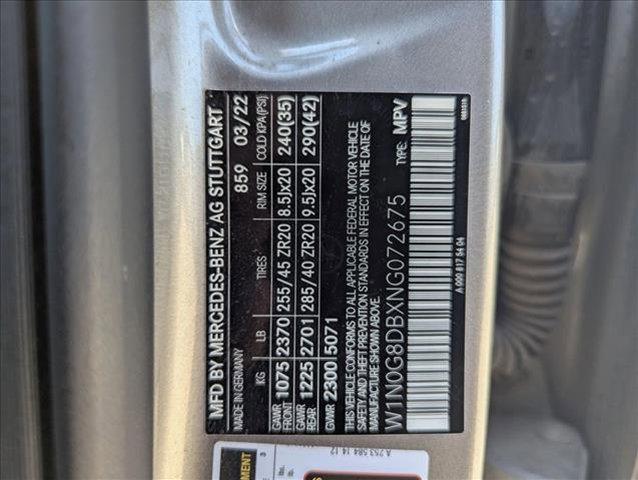 MFD BY MERCEDES-BENZ AG STUTTGART
MADE IN GERMANY 859 03/22
KG LB TIRES RIM SIZE COLD KPA(PSI)
GAWR FRONT 1075 2370 255/45 ZR20 8.5Jx20 240(35)
GAWR REAR 1225 2701 285/40 ZR20 9.5Jx20 290(42)
GVWR 2300 5071
THIS VEHICLE CONFORMS TO ALL APPLICABLE FEDERAL MOTOR VEHICLE
SAFETY AND THEFT PREVENTION STANDARDS IN EFFECT ON THE DATE OF
MANUFACTURE SHOWN ABOVE.
W1N0G8DBXNG072675 TYPE: MPV
A 000 817 54 04
A 253 584 14 12